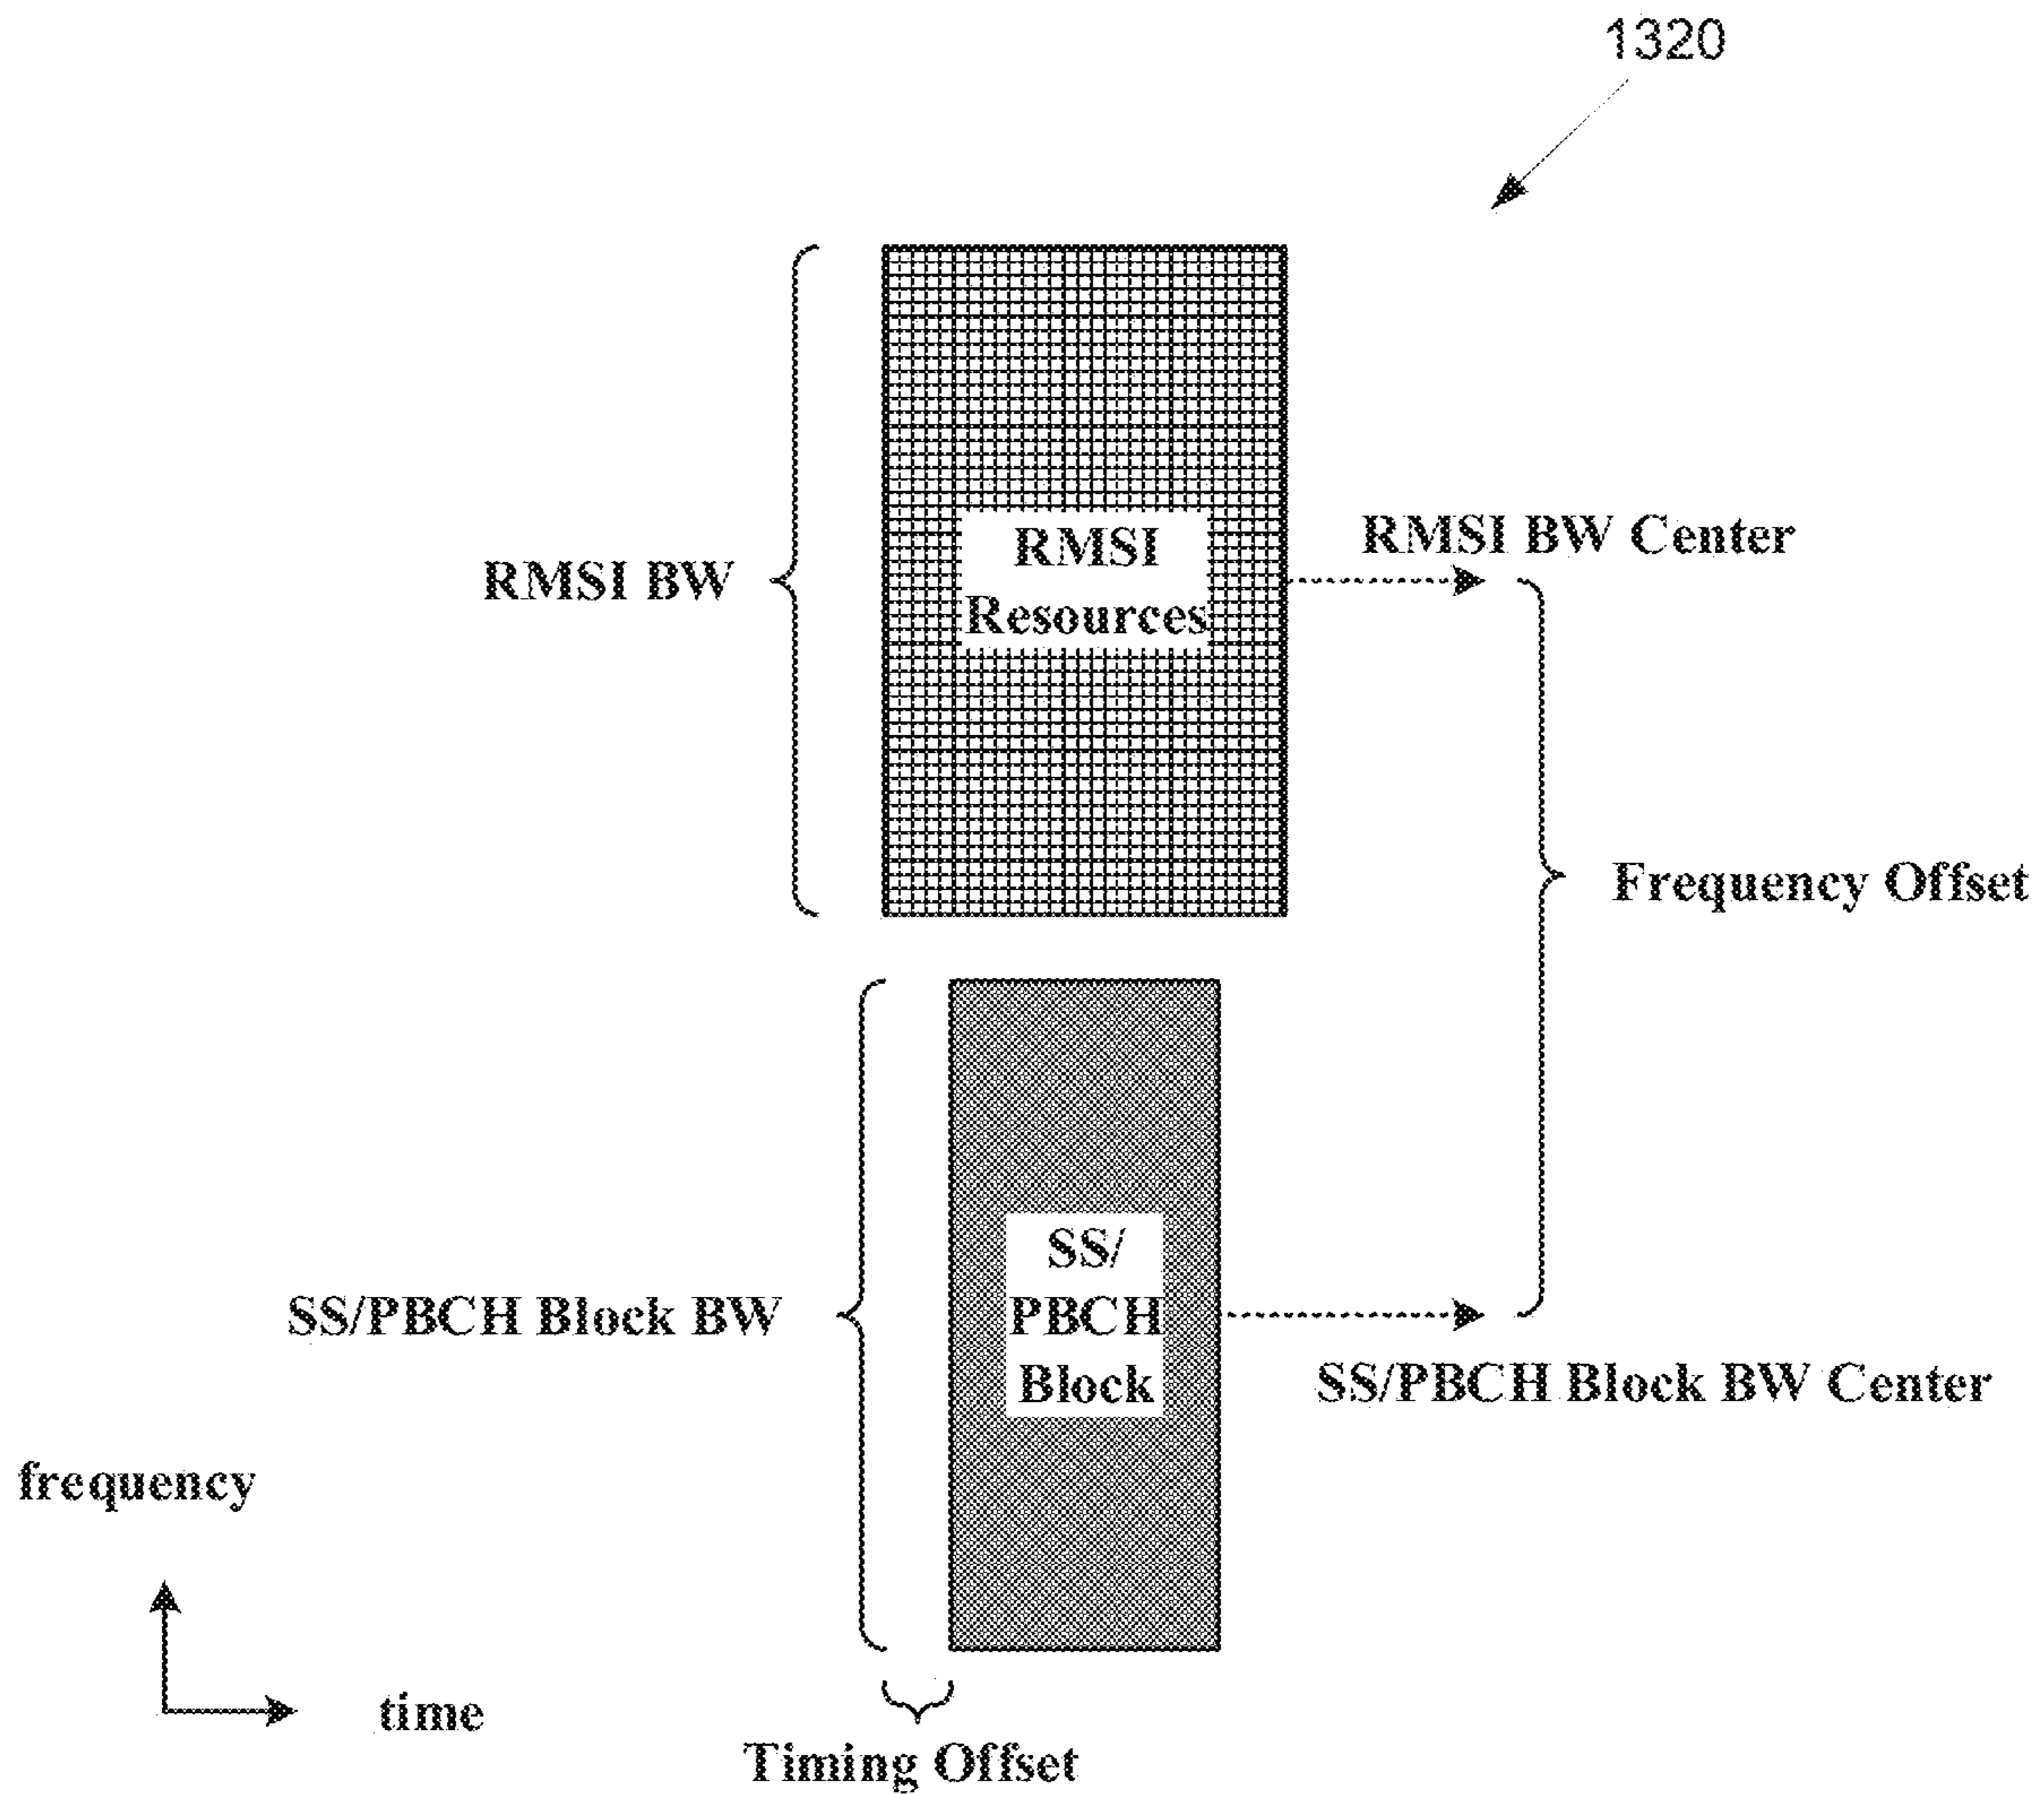 1320
RMSI BW Center
RMSI
Resources
RMSI BW
Frequency Offset
SS/
PBCH
Block
SS/PBCH Block BW
SS/PBCH Block BW Center
frequency
time
Timing Offset